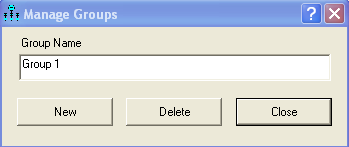 Manage Groups
Group Name
Group 1
New
Delete
Close